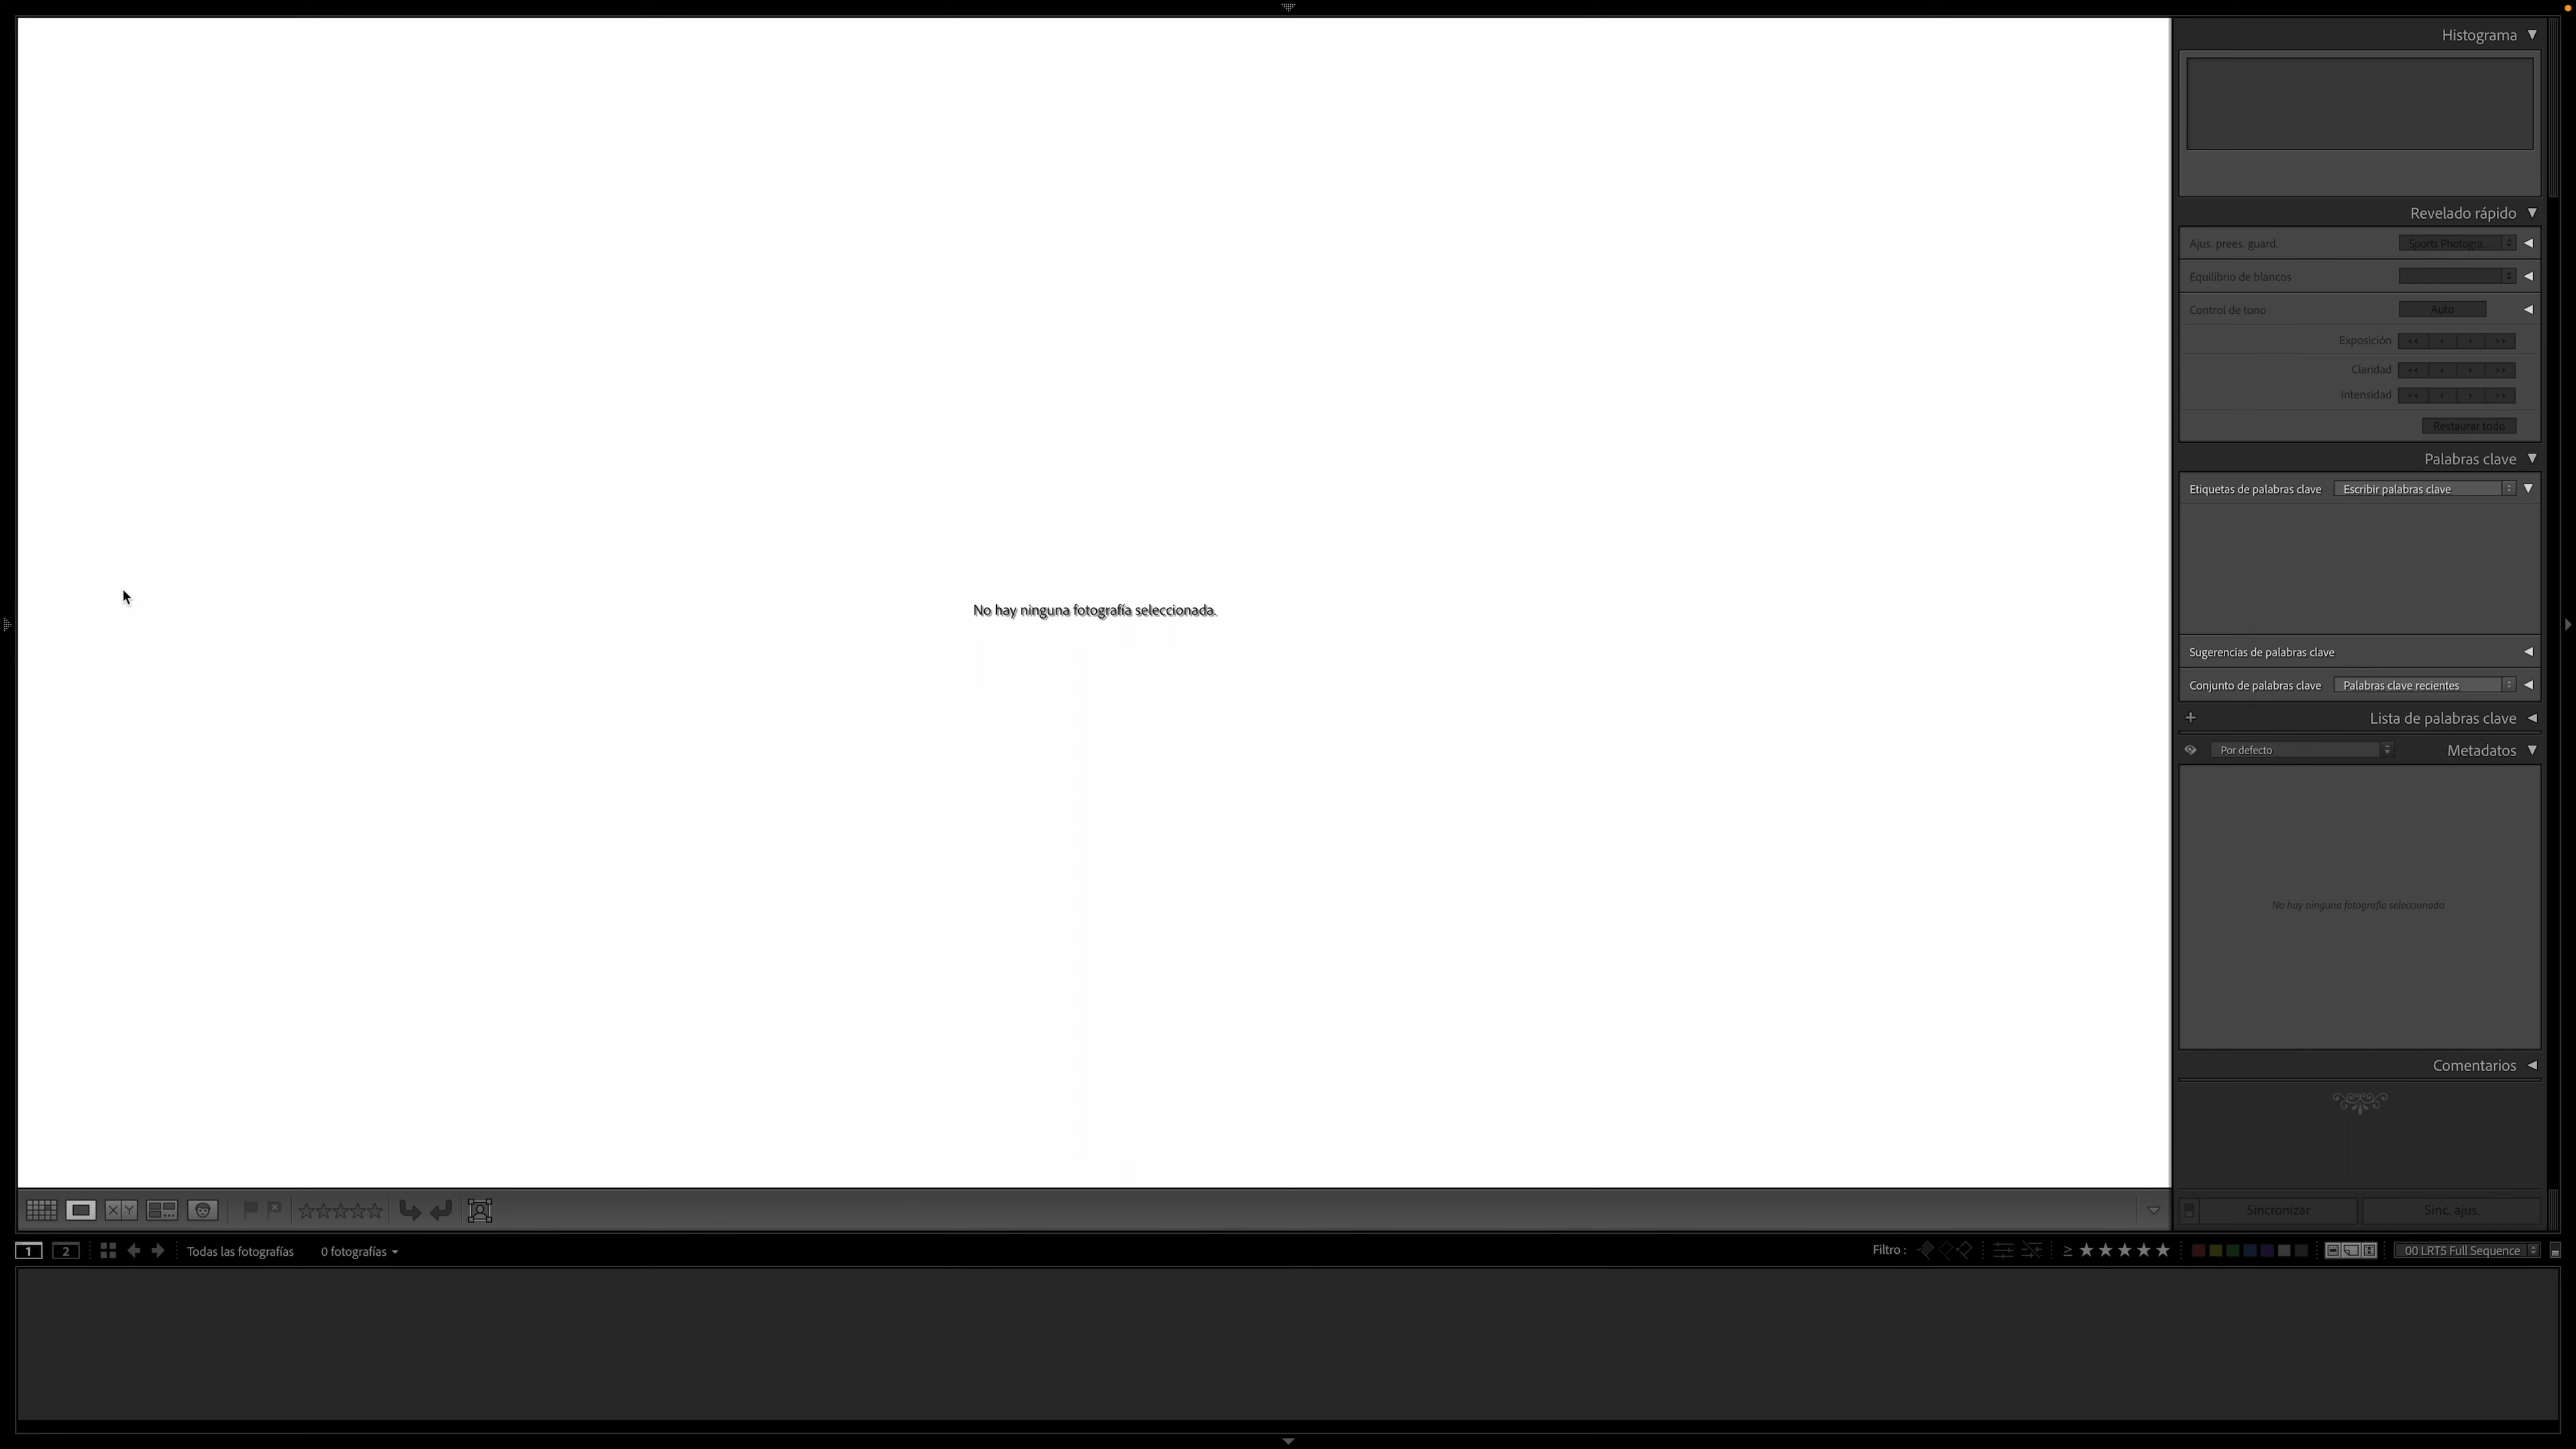 Histograma
Revelado rápido
Ajus. prees. guard. Sports Photogra...
Equilibrio de blancos
Control de tono Auto
Exposición
Claridad
Intensidad
Restaurar todo
Palabras clave
Etiquetas de palabras clave Escribir palabras clave
No hay ninguna fotografía seleccionada.
Sugerencias de palabras clave
Conjunto de palabras clave Palabras clave recientes
Lista de palabras clave
Por defecto Metadatos
No hay ninguna fotografía seleccionada
Comentarios
X Y
Sincronizar Sinc. ajus.
1 2 Todas las fotografías 0 fotografías Filtro : ≥ ★★★★★ 00 LRT5 Full Sequence